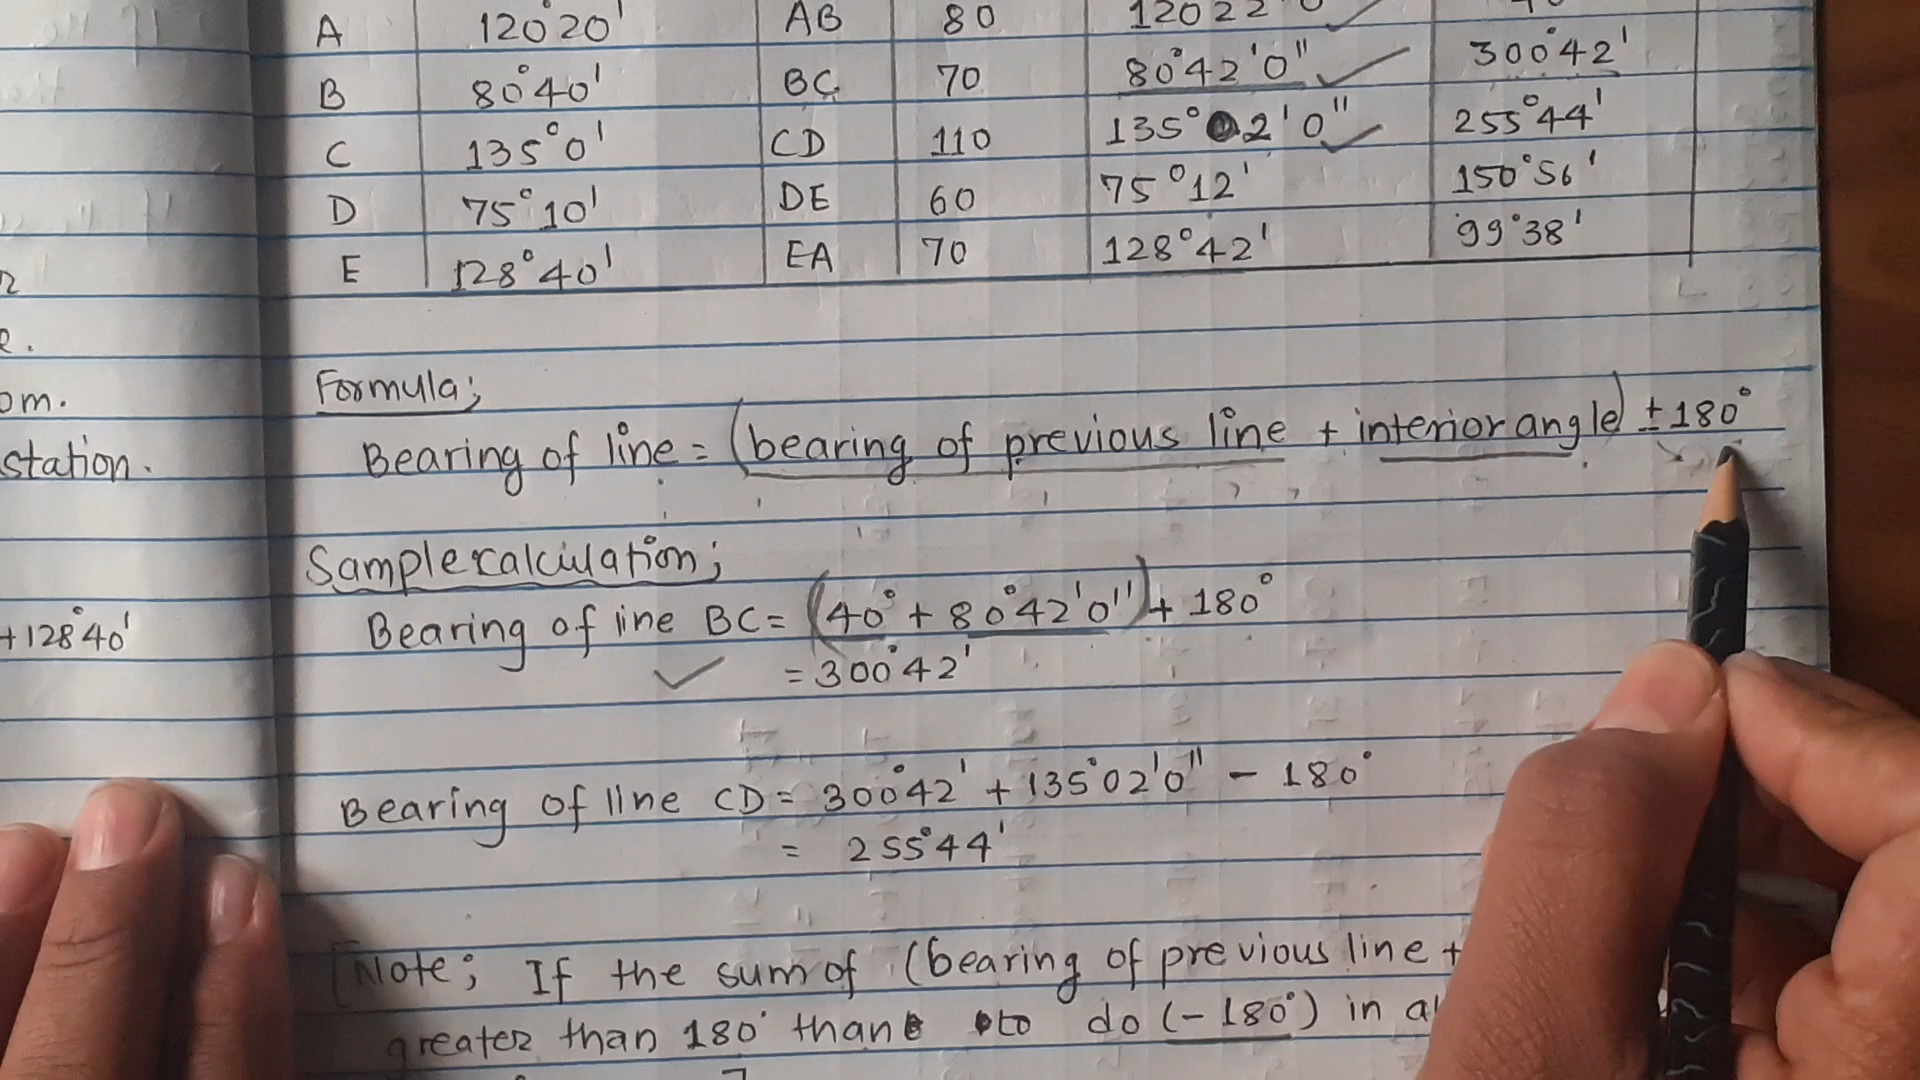 A 120°20' AB 80 120 22
B 80°40' BC 70 80°42'0" 300°42'
C 135°0' CD 110 135°02'0" 255°44'
D 75°10' DE 60 75°12' 150°56'
E 128°40' EA 70 128°42' 99°38'
om.
station.
+128°40'
Formula;
Bearing of line = (bearing of previous line + interior angle) ± 180°
Sample calculation;
Bearing of line BC = (40° + 80°42'0") + 180°
= 300°42'
Bearing of line CD = 300°42' + 135°02'0" - 180°
= 255°44'
Note; If the sum of (bearing of previous line +
greater than 180° than to do (-180°) in